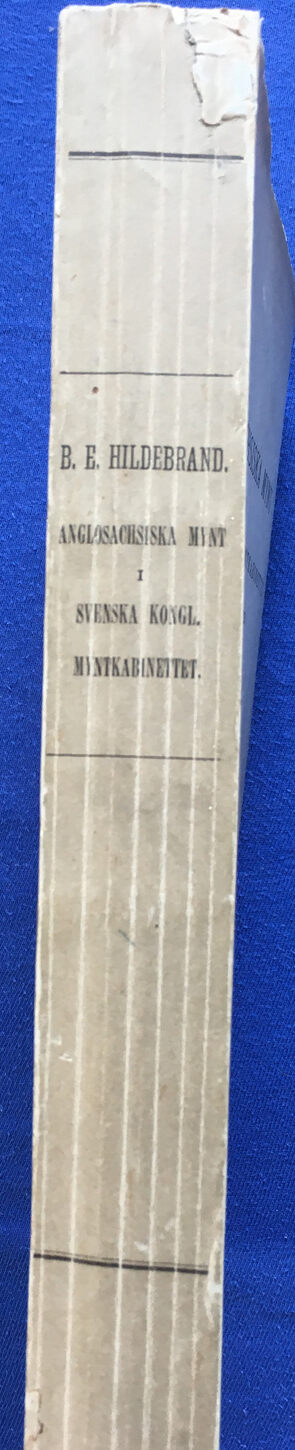 B. E. HILDEBRAND.
ANGLOSACHSISKA MYNT
I
SVENSKA KONGL.
MYNTKABINETTET.